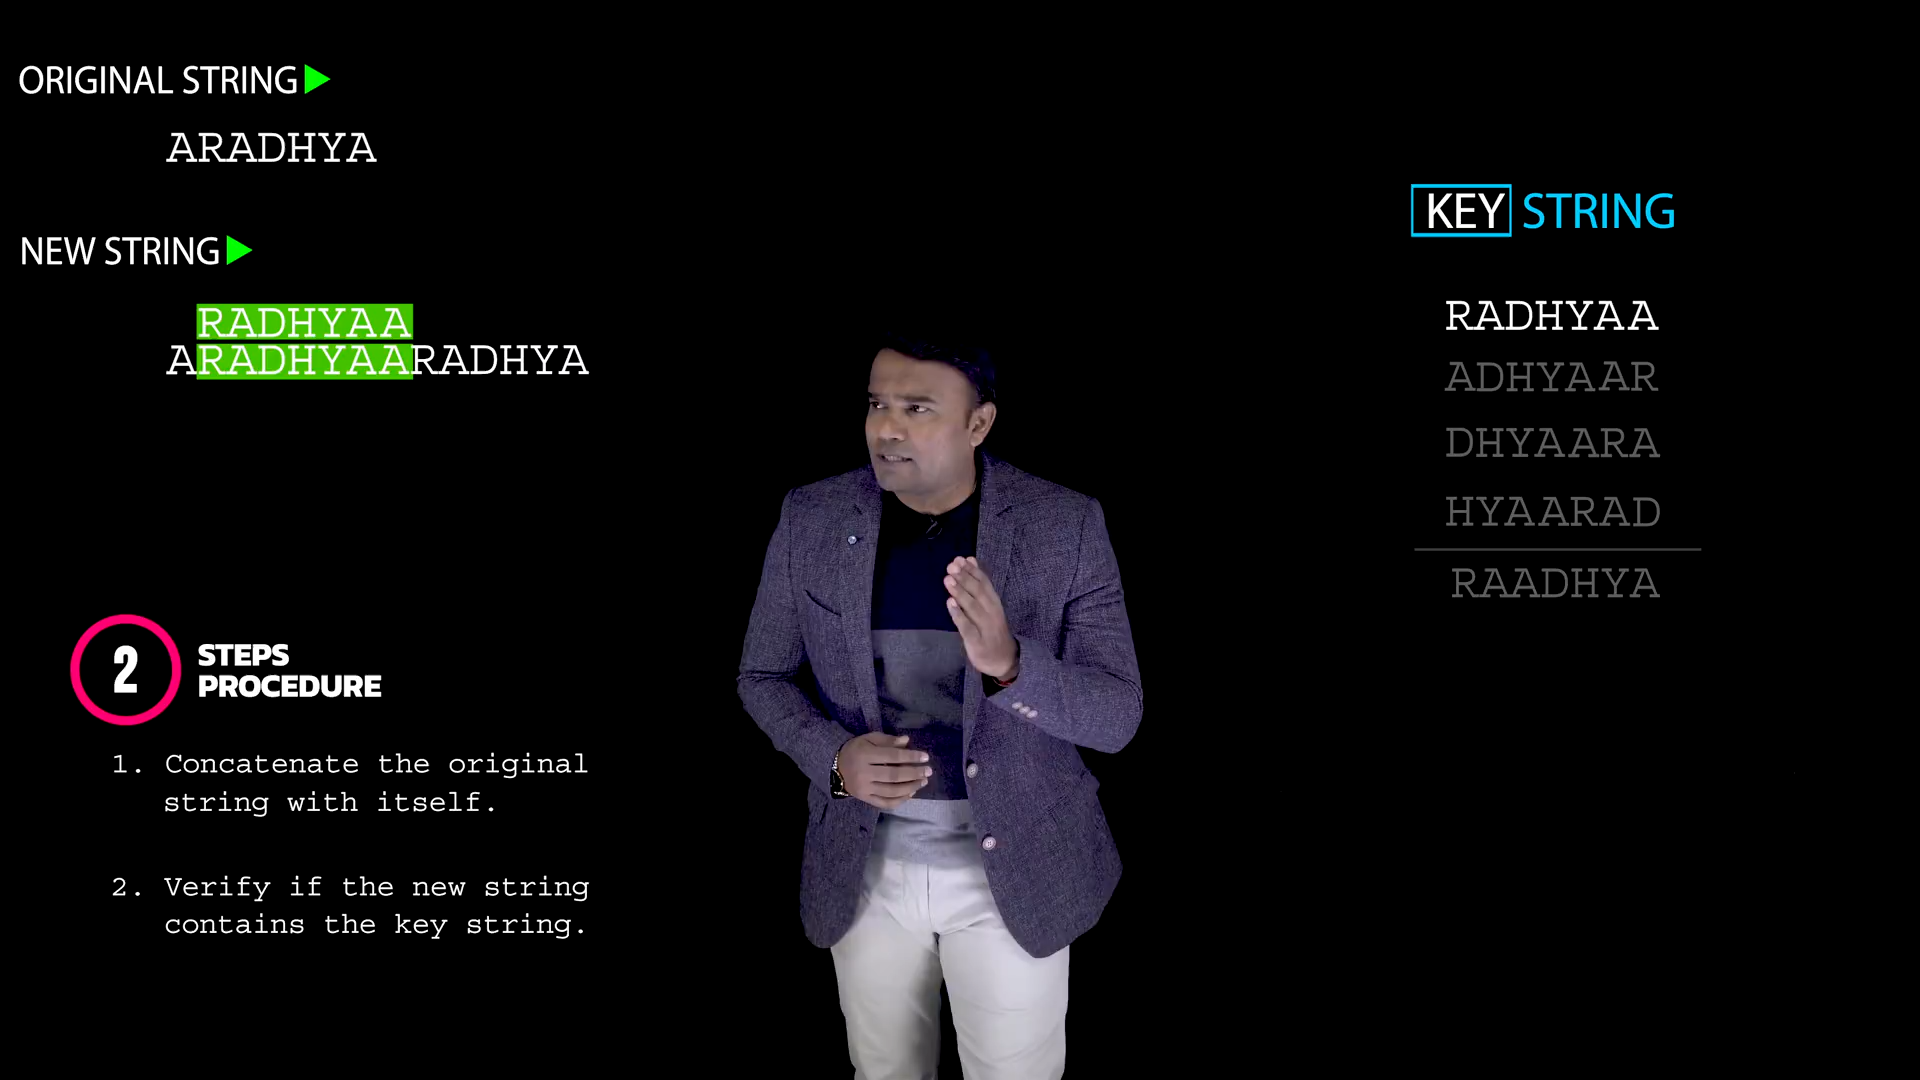 ORIGINAL STRING
ARADHYA
NEW STRING
RADHYAA
ARADHYAARADHYA
2
STEPS
PROCEDURE
1. Concatenate the original
string with itself.
2. Verify if the new string
contains the key string.
KEY STRING
RADHYAA
ADHYAAR
DHYAARA
HYAARAD
RAADHYA